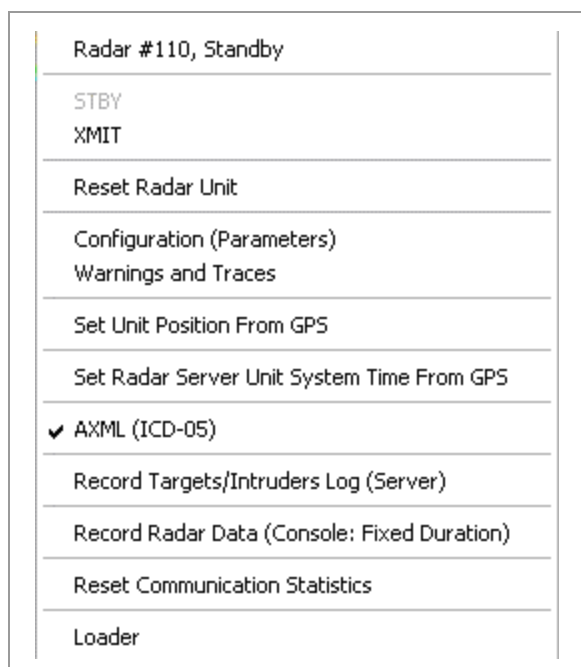 Radar #110, Standby
STBY
XMIT
Reset Radar Unit
Configuration (Parameters)
Warnings and Traces
Set Unit Position From GPS
Set Radar Server Unit System Time From GPS
AXML (ICD-05)
Record Targets/Intruders Log (Server)
Record Radar Data (Console: Fixed Duration)
Reset Communication Statistics
Loader